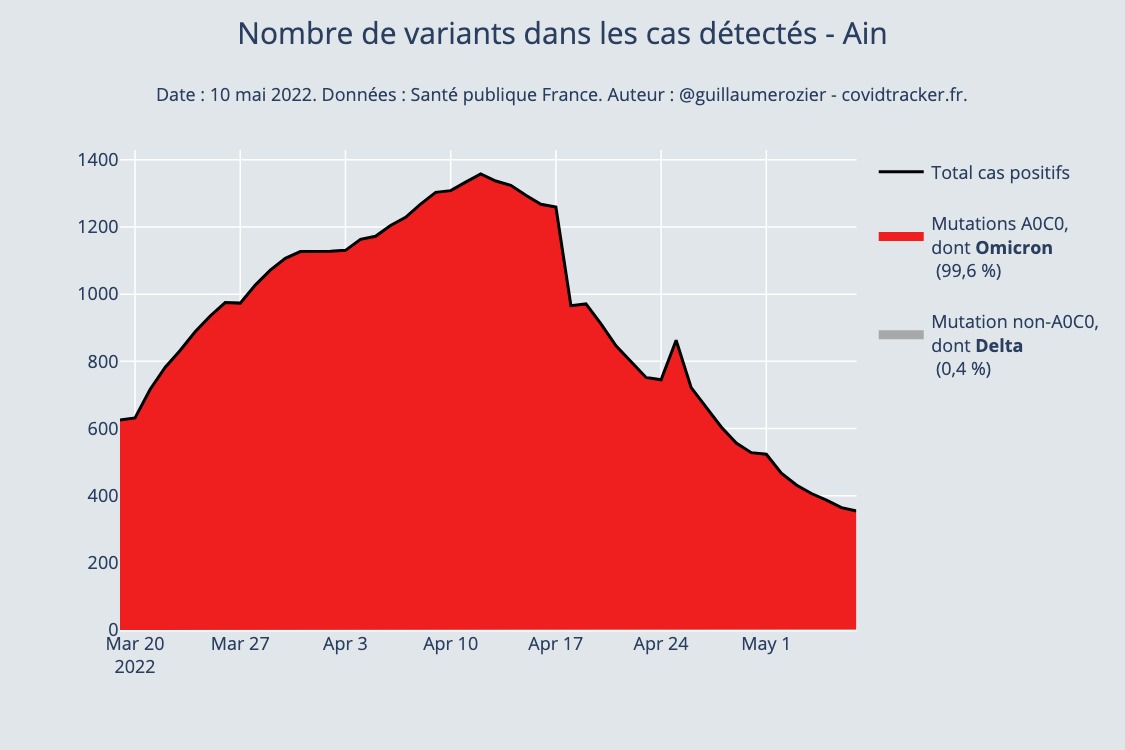 Nombre de variants dans les cas détectés - Ain
Date : 10 mai 2022. Données : Santé publique France. Auteur : @guillaumerozier - covidtracker.fr.
1400
1200
1000
800
600
400
200
0
Mar 20
2022
Mar 27
Apr 3
Apr 10
Apr 17
Apr 24
May 1
Total cas positifs
Mutations A0C0,
dont Omicron
(99,6 %)
Mutation non-A0C0,
dont Delta
(0,4 %)